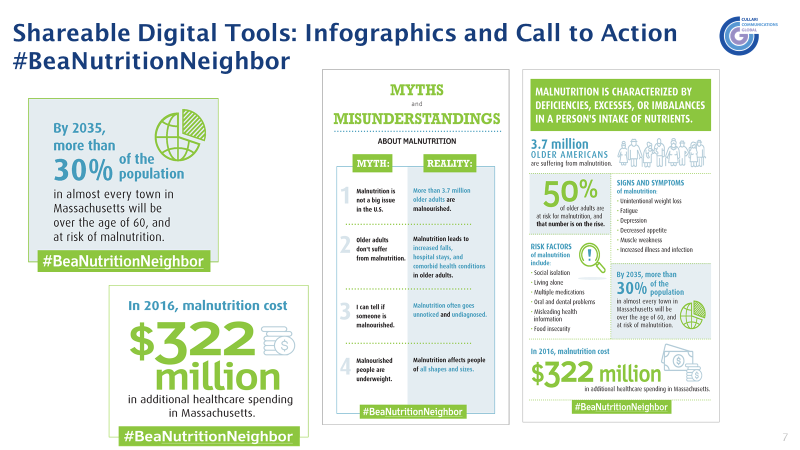 Shareable Digital Tools: Infographics and Call to Action
#BeaNutritionNeighbor
CULLARI
COMMUNICATIONS
GLOBAL
By 2035,
more than
30% of the
population
in almost every town in
Massachusetts will be
over the age of 60, and
at risk of malnutrition.
#BeaNutritionNeighbor
In 2016, malnutrition cost
$322
million
in additional healthcare spending
in Massachusetts.
#BeaNutritionNeighbor
MYTHS
and
MISUNDERSTANDINGS
ABOUT MALNUTRITION
MYTH: REALITY:
1
Malnutrition is
not a big issue
in the U.S.
More than 3.7 million
older adults are
malnourished.
2
Older adults
don't suffer
from malnutrition.
Malnutrition leads to
increased falls,
hospital stays, and
comorbid health conditions
in older adults.
3
I can tell if
someone is
malnourished.
Malnutrition often goes
unnoticed and undiagnosed.
4
Malnourished
people are
underweight.
Malnutrition affects people
of all shapes and sizes.
#BeaNutritionNeighbor
MALNUTRITION IS CHARACTERIZED BY
DEFICIENCIES, EXCESSES, OR IMBALANCES
IN A PERSON'S INTAKE OF NUTRIENTS.
3.7 million
OLDER AMERICANS
are suffering from malnutrition.
50%
of older adults are
at risk for malnutrition, and
that number is on the rise.
SIGNS AND SYMPTOMS
of malnutrition
· Unintentional weight loss
· Fatigue
· Depression
· Decreased appetite
· Muscle weakness
· Increased illness and infection
RISK FACTORS
of malnutrition
include:
· Social isolation
· Living alone
· Multiple medications
· Oral and dental problems
· Misleading health
information
· Food insecurity
By 2035, more than
30% of the
population
in almost every town in
Massachusetts will be
over the age of 60, and
at risk of malnutrition.
In 2016, malnutrition cost
$322 million
in additional healthcare spending in Massachusetts.
#BeaNutritionNeighbor
7